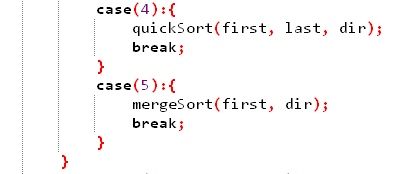 case(4):{
quickSort(first, last, dir);
break;
}
case(5):{
mergeSort(first, dir);
break;
}
}